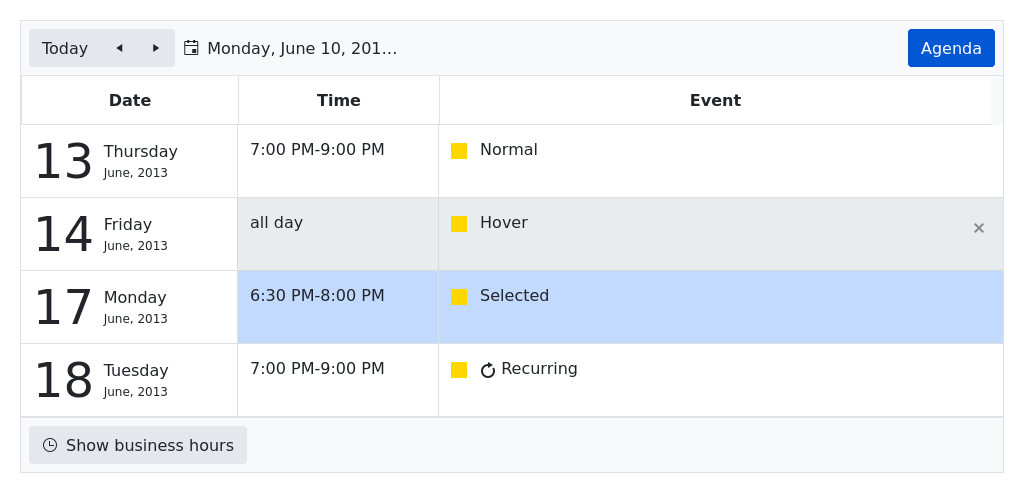 Today Monday, June 10, 201... Agenda
Date Time Event
13 Thursday 7:00 PM-9:00 PM Normal
June, 2013
14 Friday all day Hover
June, 2013
17 Monday 6:30 PM-8:00 PM Selected
June, 2013
18 Tuesday 7:00 PM-9:00 PM Recurring
June, 2013
Show business hours